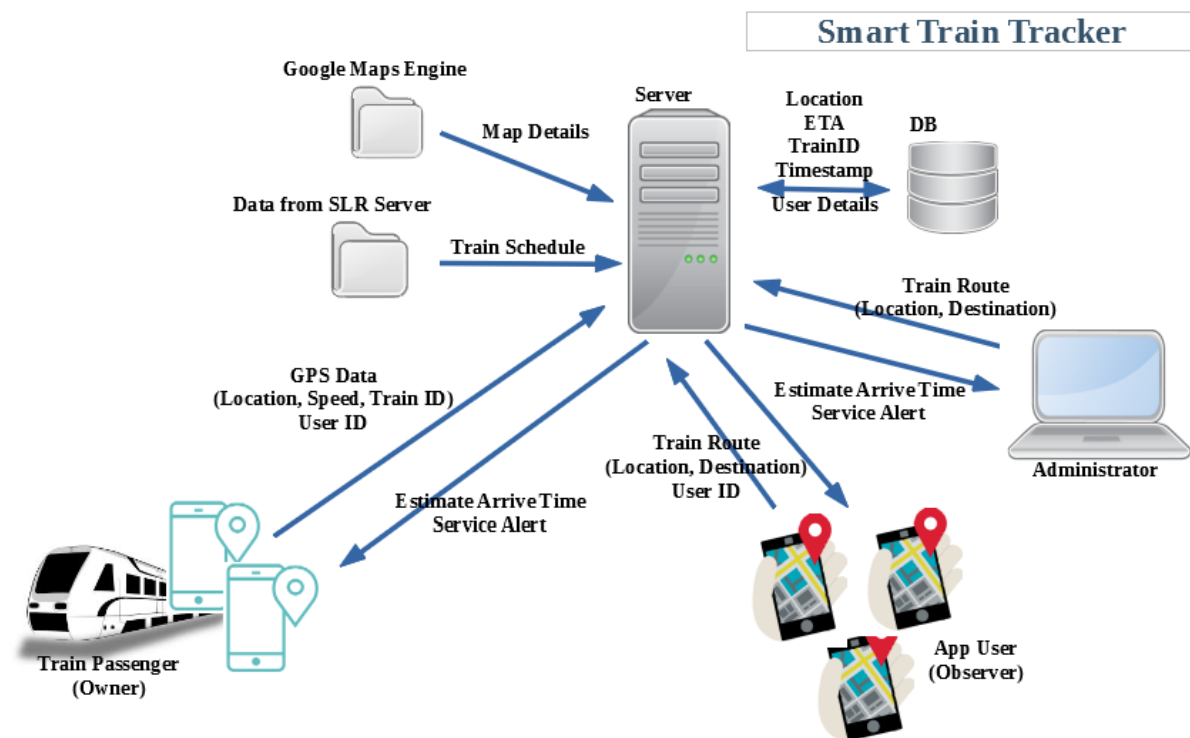 Smart Train Tracker
Google Maps Engine
Server
Location
ETA
TrainID
Timestamp
User Details
DB
Map Details
Data from SLR Server
Train Schedule
Train Route
(Location, Destination)
GPS Data
(Location, Speed, Train ID)
User ID
Estimate Arrive Time
Service Alert
Train Route
(Location, Destination)
User ID
Administrator
Estimate Arrive Time
Service Alert
Train Passenger
(Owner)
App User
(Observer)